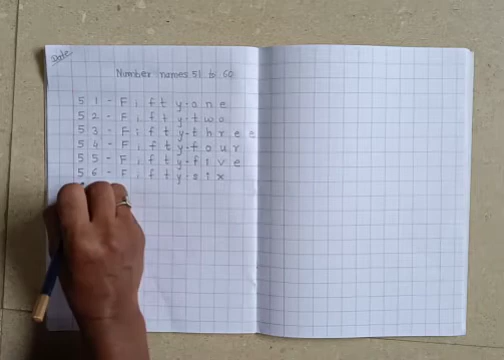 Date
Number names 51 to 60
51-Fifty-one
52-Fifty-two
53-Fifty-three
54-Fifty-four
55-Fifty-five
56-Fifty-six